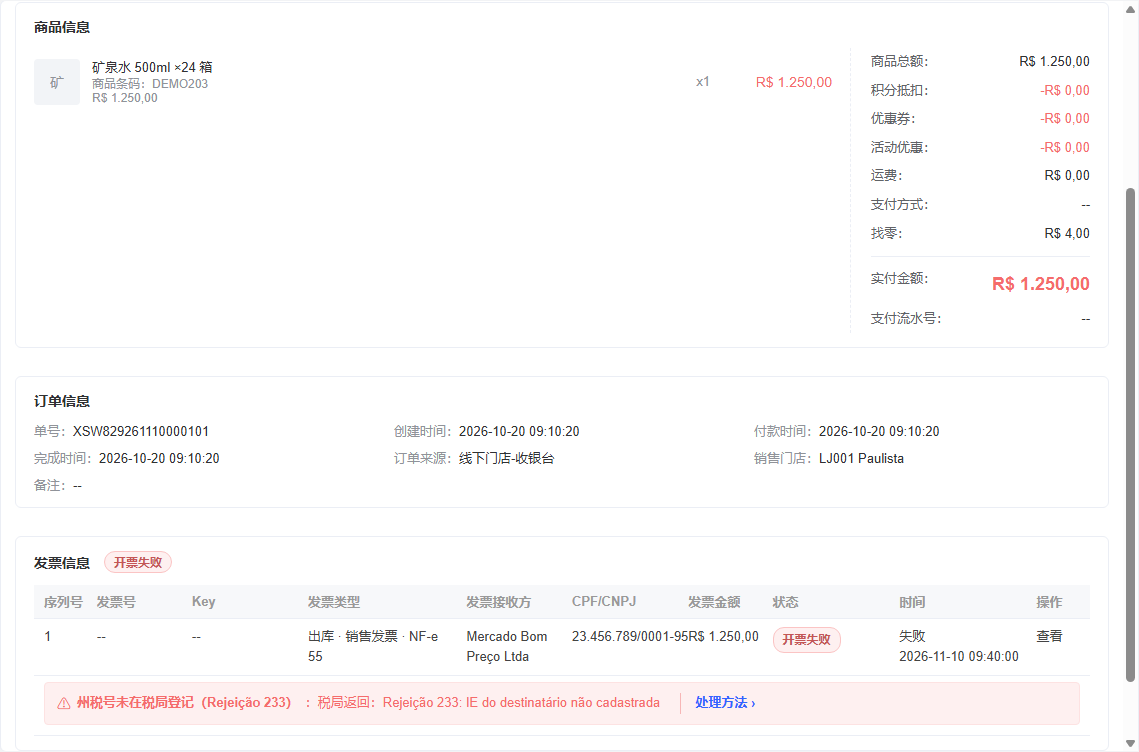 商品信息
矿
矿泉水 500ml ×24 箱
商品条码：DEMO203
R$ 1.250,00
x1
R$ 1.250,00
商品总额: R$ 1.250,00
积分抵扣: -R$ 0,00
优惠券: -R$ 0,00
活动优惠: -R$ 0,00
运费: R$ 0,00
支付方式: --
找零: R$ 4,00
实付金额: R$ 1.250,00
支付流水号: --
订单信息
单号：XSW829261110000101 创建时间：2026-10-20 09:10:20 付款时间：2026-10-20 09:10:20
完成时间：2026-10-20 09:10:20 订单来源：线下门店-收银台 销售门店：LJ001 Paulista
备注：--
发票信息 开票失败
序列号 发票号 Key 发票类型 发票接收方 CPF/CNPJ 发票金额 状态 时间 操作
1 -- -- 出库 · 销售发票 · NF-e 55 Mercado Bom Preço Ltda 23.456.789/0001-95 R$ 1.250,00 开票失败 失败 2026-11-10 09:40:00 查看
州税号未在税局登记（Rejeição 233）：税局返回：Rejeição 233: IE do destinatário não cadastrada 处理方法 ›